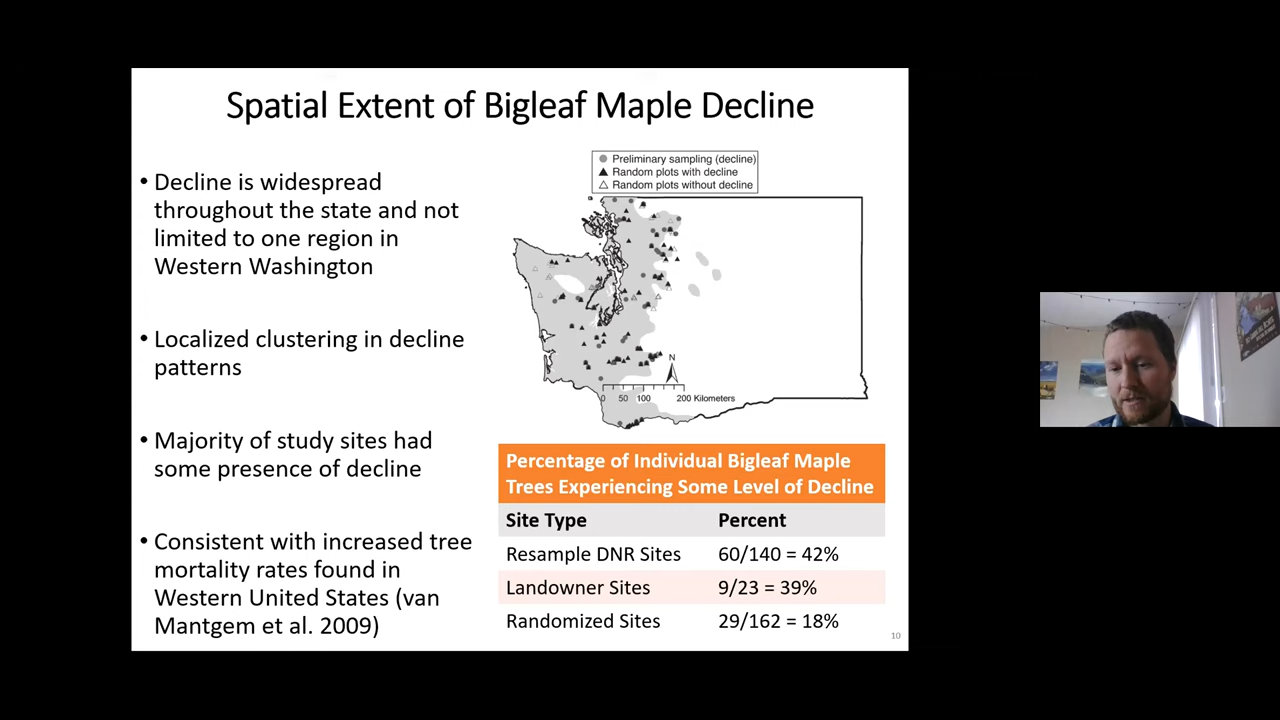 Spatial Extent of Bigleaf Maple Decline
• Decline is widespread
throughout the state and not
limited to one region in
Western Washington
• Localized clustering in decline
patterns
• Majority of study sites had
some presence of decline
• Consistent with increased tree
mortality rates found in
Western United States (van
Mantgem et al. 2009)
Preliminary sampling (decline)
Random plots with decline
Random plots without decline
N
0 50 100 200 Kilometers
Percentage of Individual Bigleaf Maple
Trees Experiencing Some Level of Decline
Site Type Percent
Resample DNR Sites 60/140 = 42%
Landowner Sites 9/23 = 39%
Randomized Sites 29/162 = 18%
10